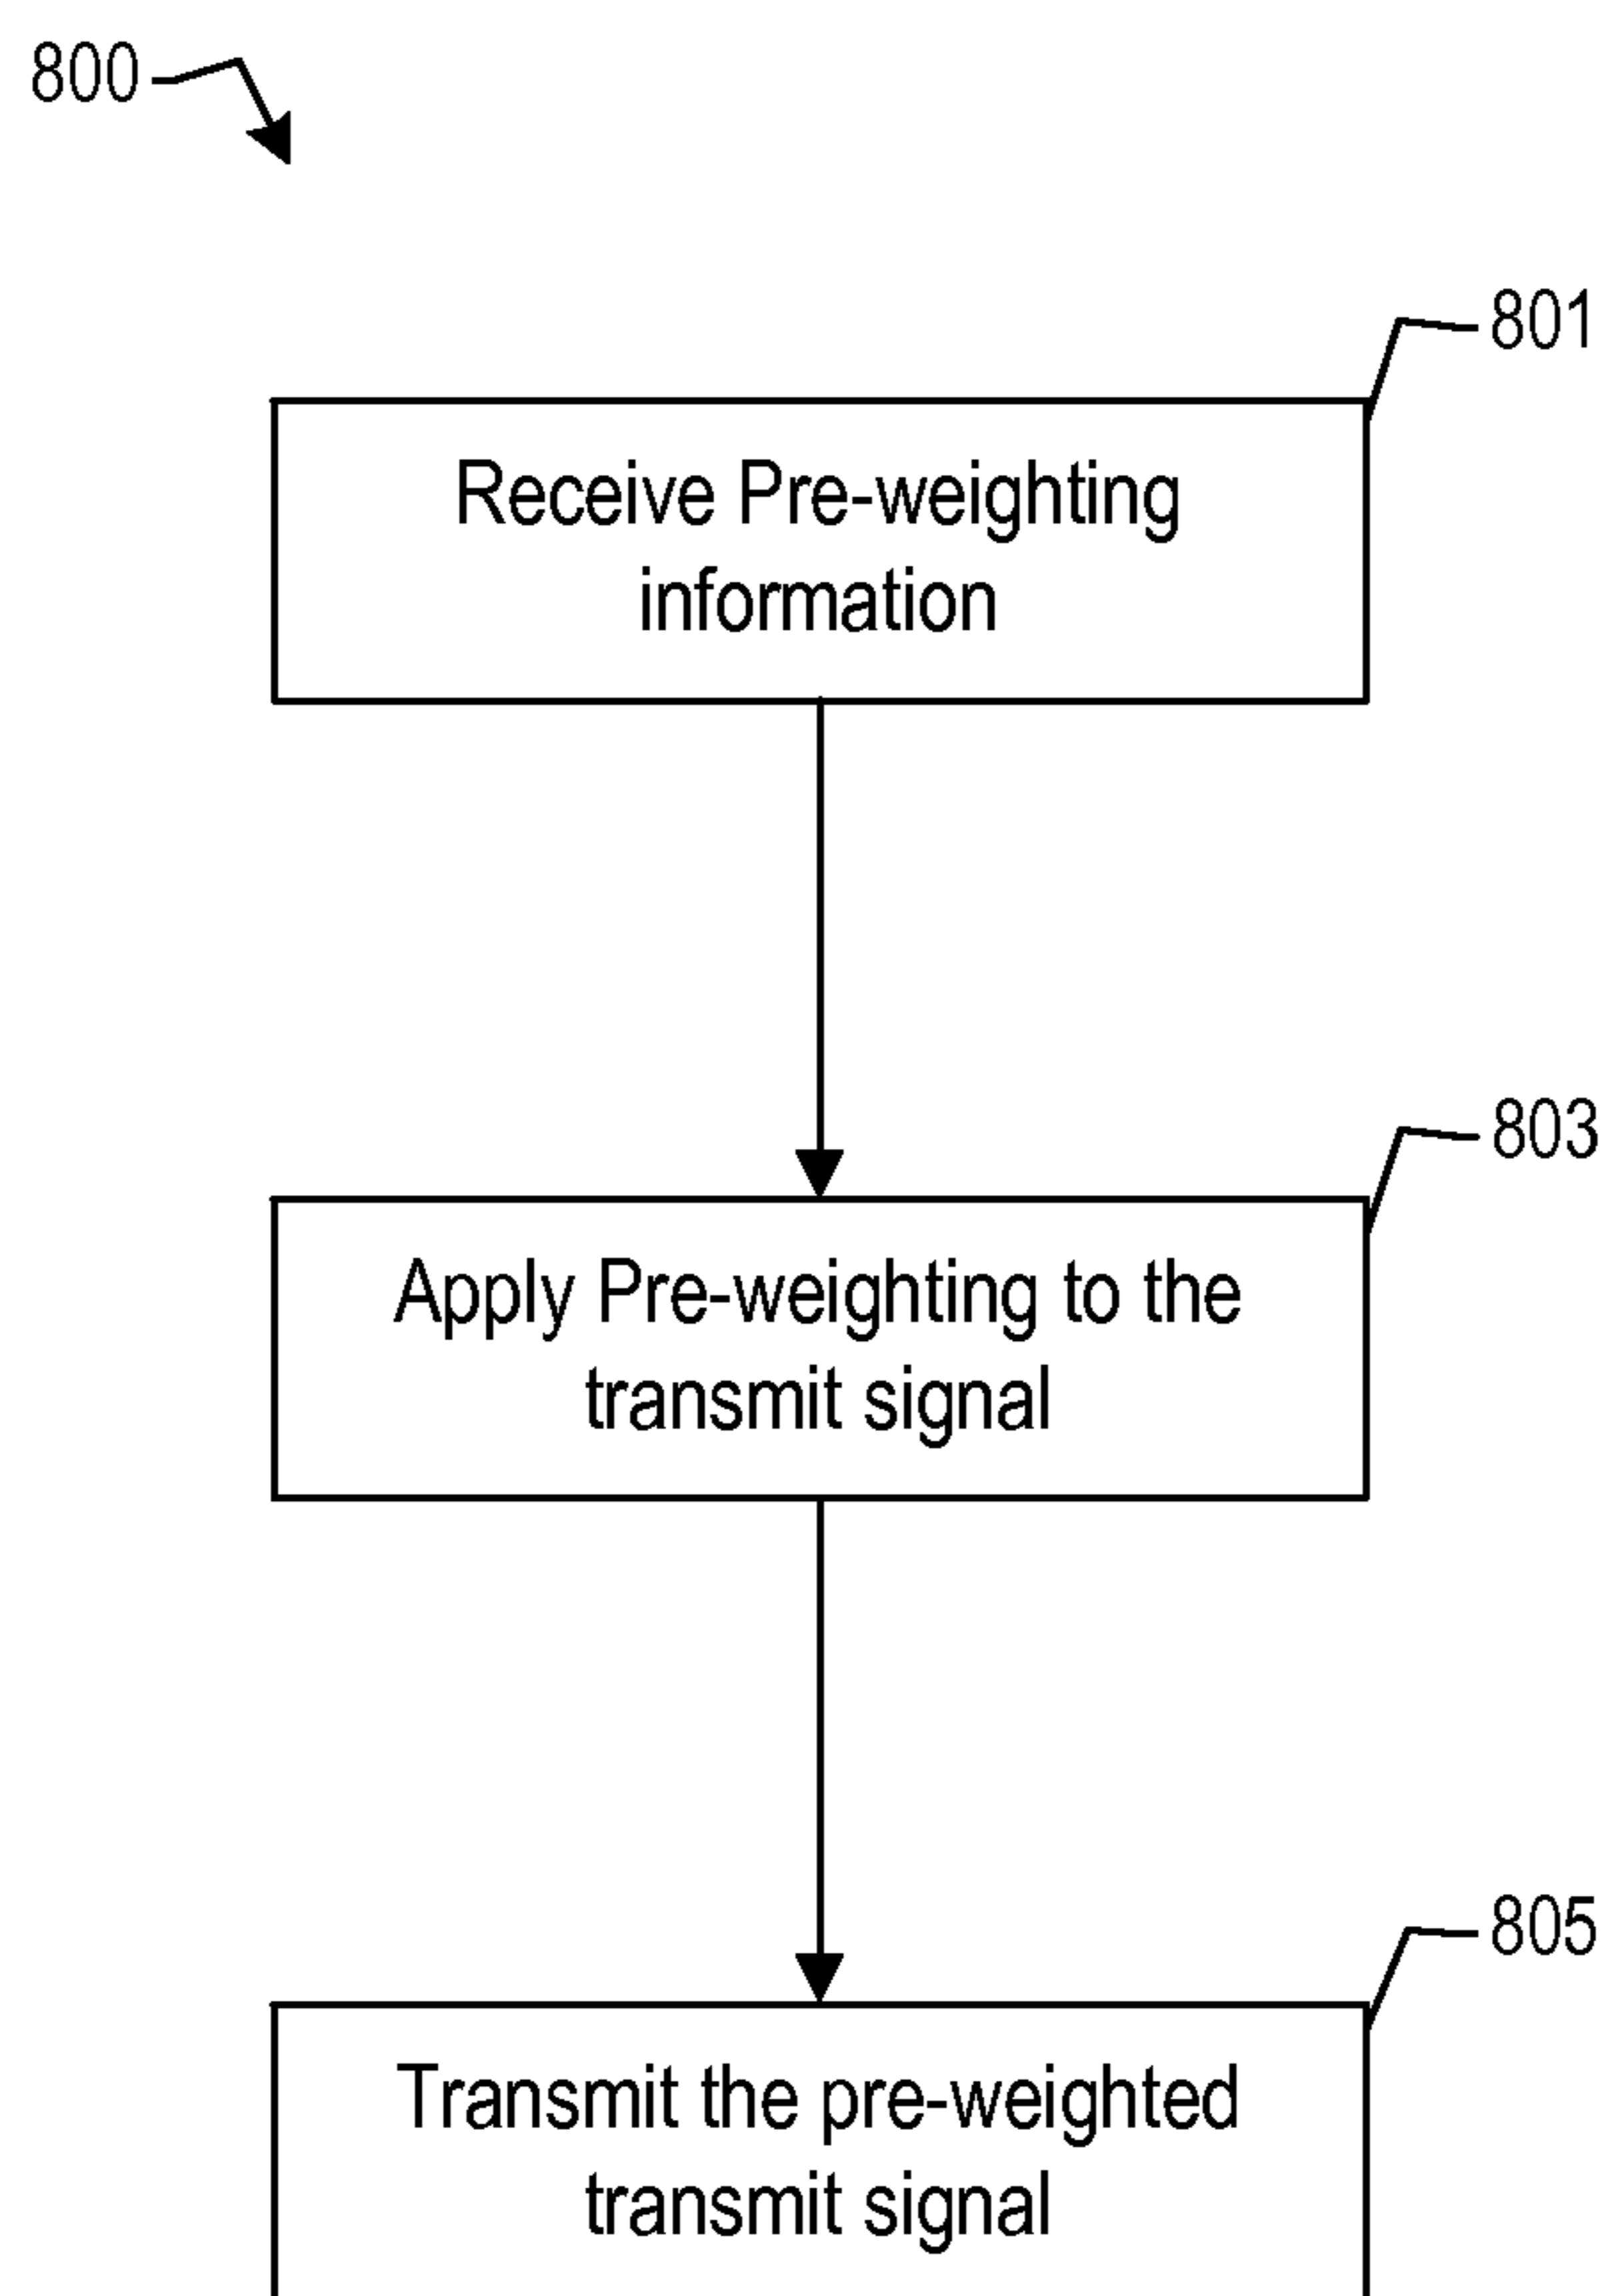 800
801
Receive Pre-weighting
information
803
Apply Pre-weighting to the
transmit signal
805
Transmit the pre-weighted
transmit signal